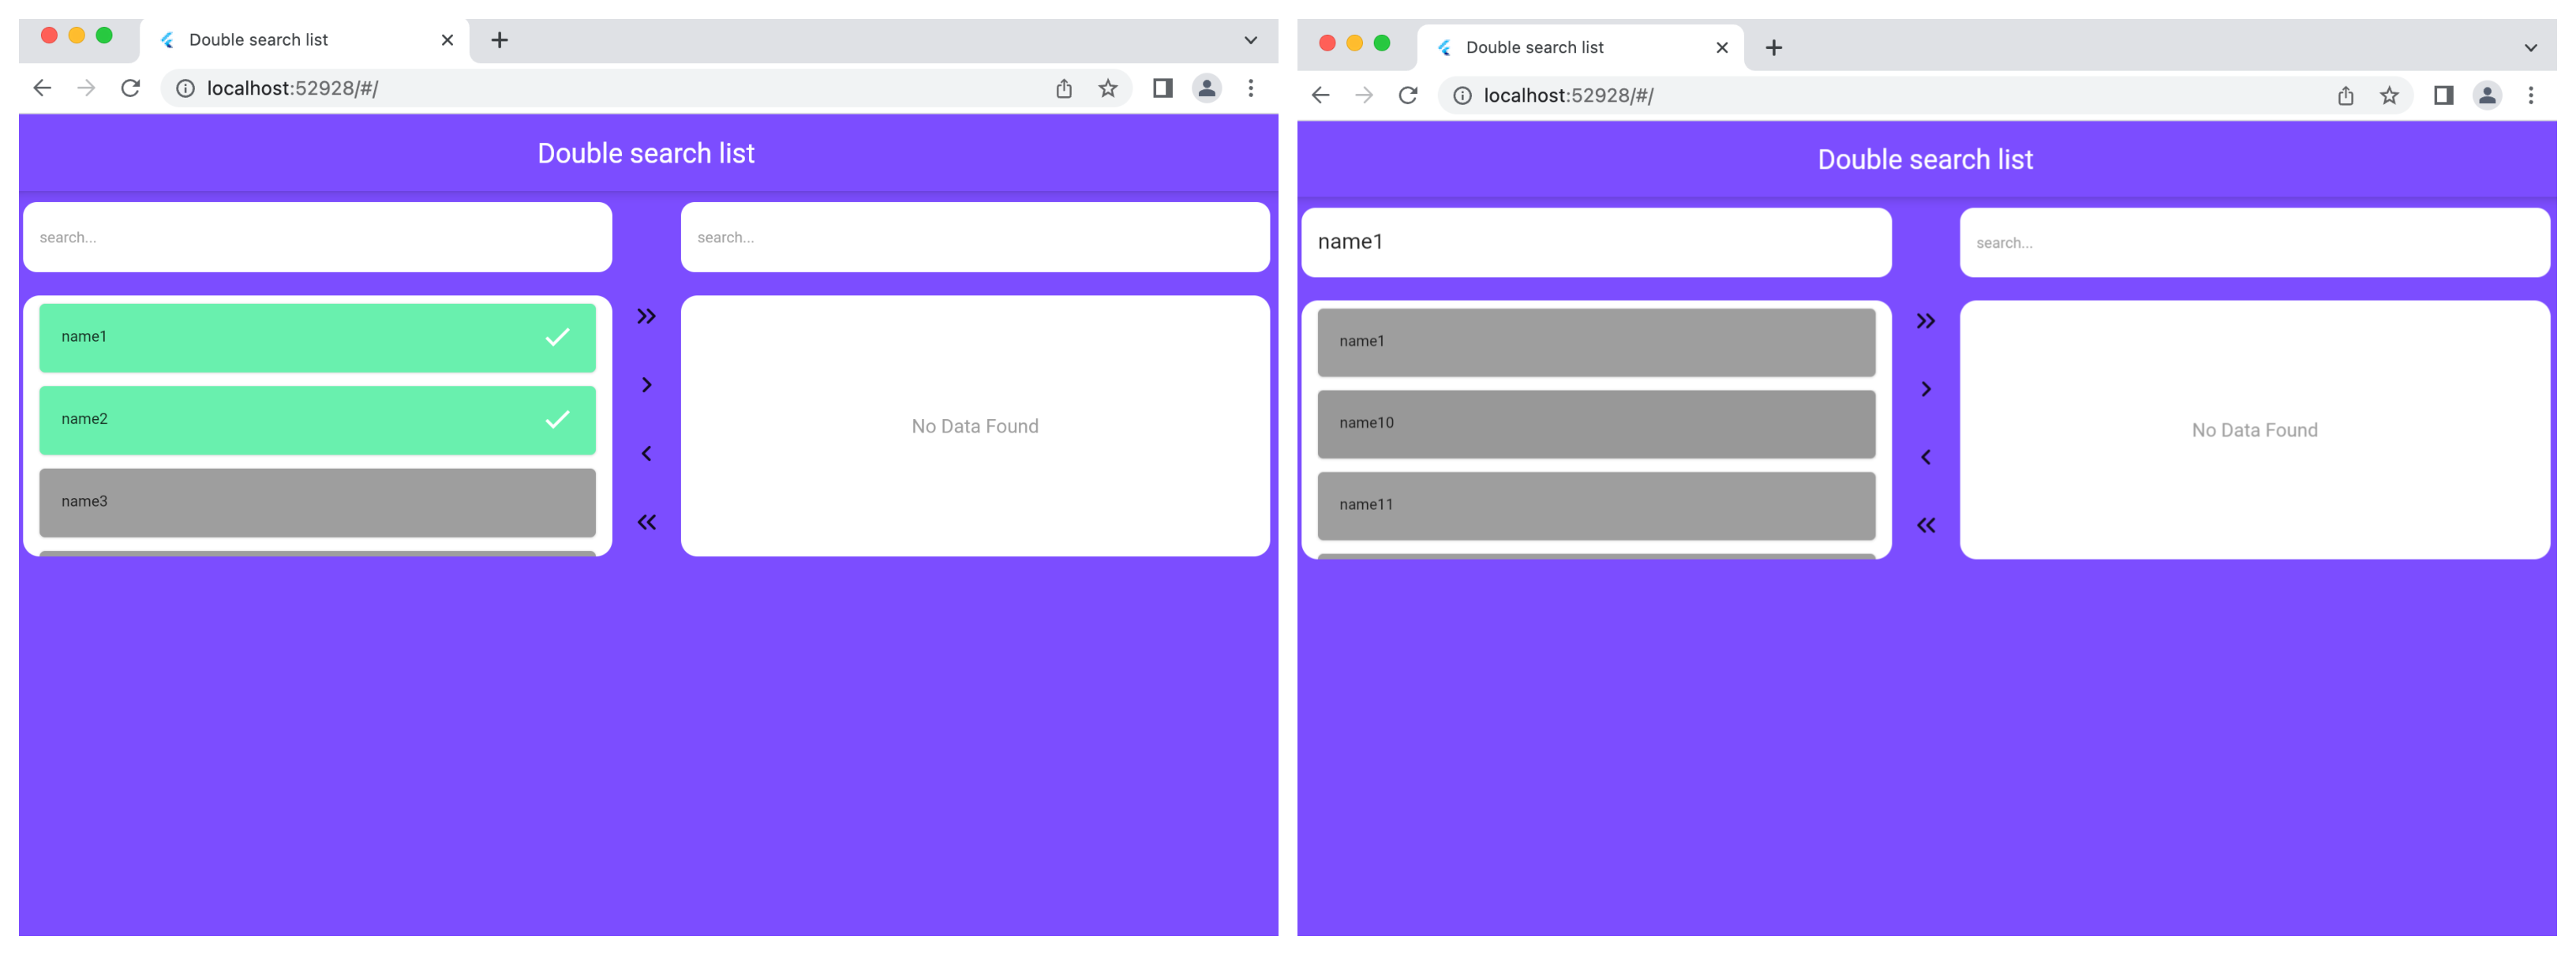 Double search list
localhost:52928/#/
Double search list
search...
search...
name1
name2
name3
No Data Found
Double search list
localhost:52928/#/
Double search list
name1
search...
name1
name10
name11
No Data Found